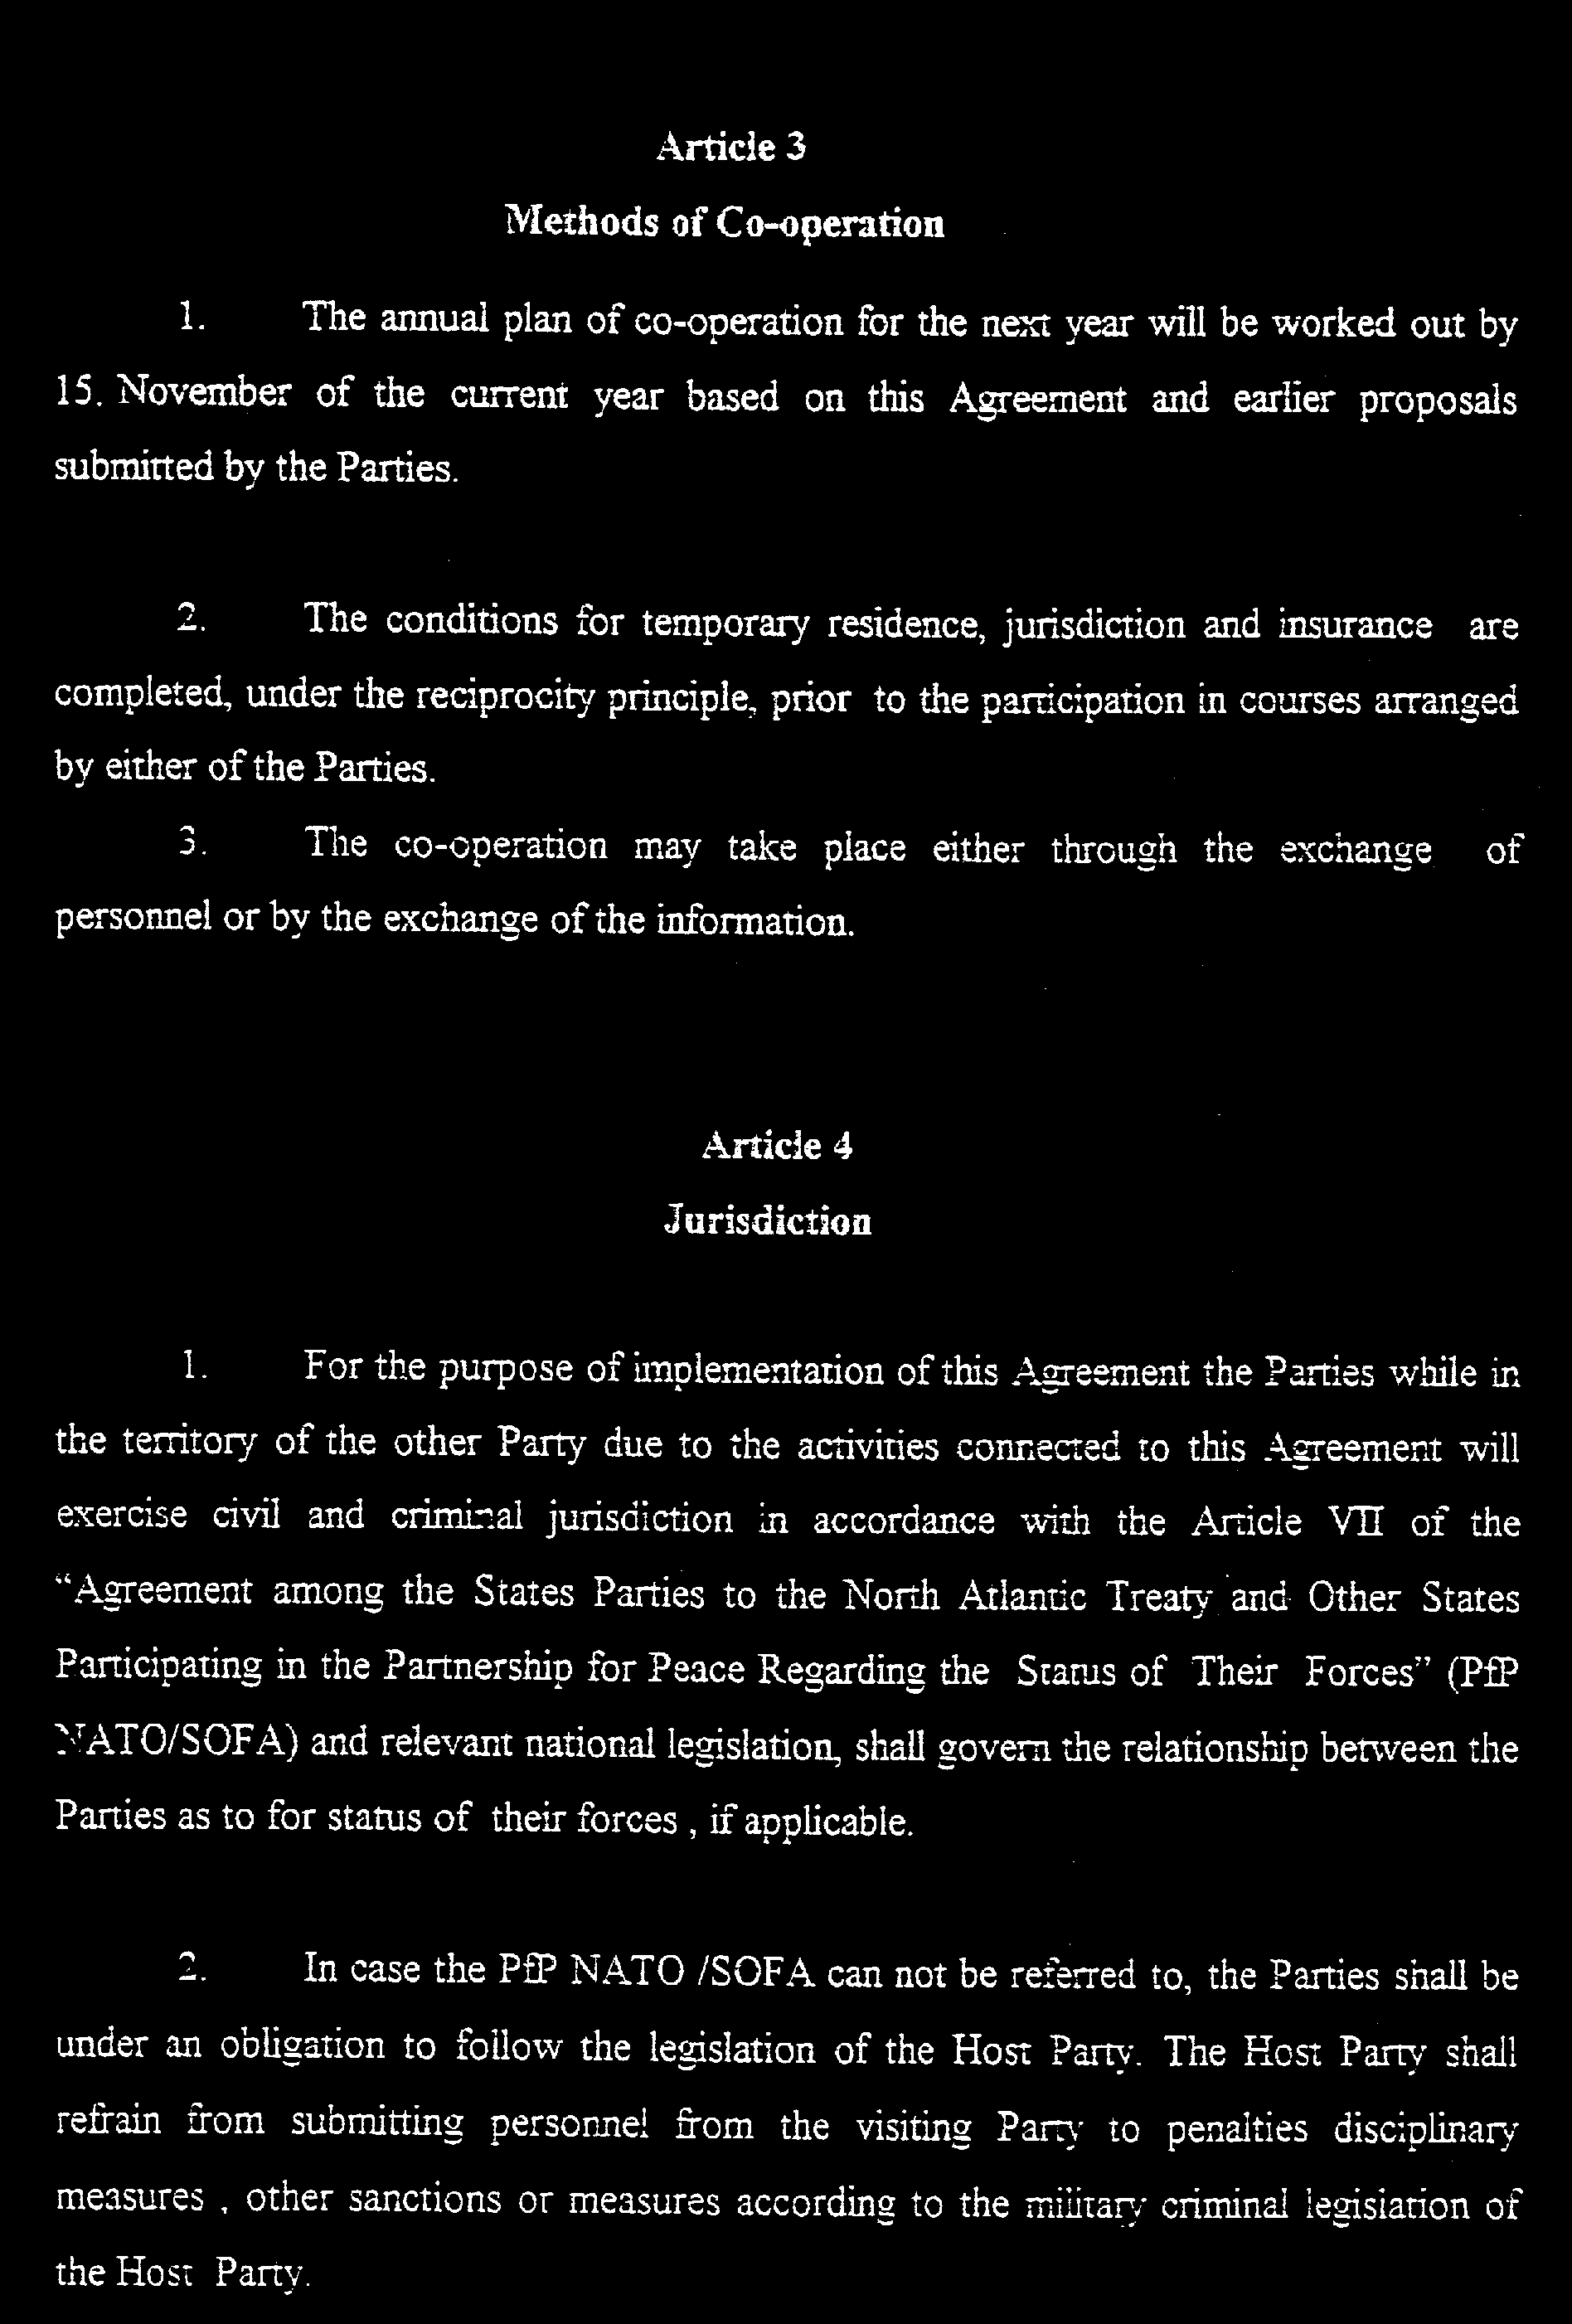 Article 3
Methods of Co-operation
1. The annual plan of co-operation for the next year will be worked out by
15. November of the current year based on this Agreement and earlier proposals
submitted by the Parties.
2. The conditions for temporary residence, jurisdiction and insurance are
completed, under the reciprocity principle, prior to the participation in courses arranged
by either of the Parties.
3. The co-operation may take place either through the exchange of
personnel or by the exchange of the information.
Article 4
Jurisdiction
1. For the purpose of implementation of this Agreement the Parties while in
the territory of the other Party due to the activities connected to this Agreement will
exercise civil and criminal jurisdiction in accordance with the Article VII of the
“Agreement among the States Parties to the North Atlantic Treaty and Other States
Participating in the Partnership for Peace Regarding the Status of Their Forces” (PfP
NATO/SOFA) and relevant national legislation, shall govern the relationship between the
Parties as to for status of their forces , if applicable.
2. In case the PfP NATO /SOFA can not be referred to, the Parties shall be
under an obligation to follow the legislation of the Host Party. The Host Party shall
refrain from submitting personnel from the visiting Party to penalties disciplinary
measures , other sanctions or measures according to the military criminal legislation of
the Host Party.